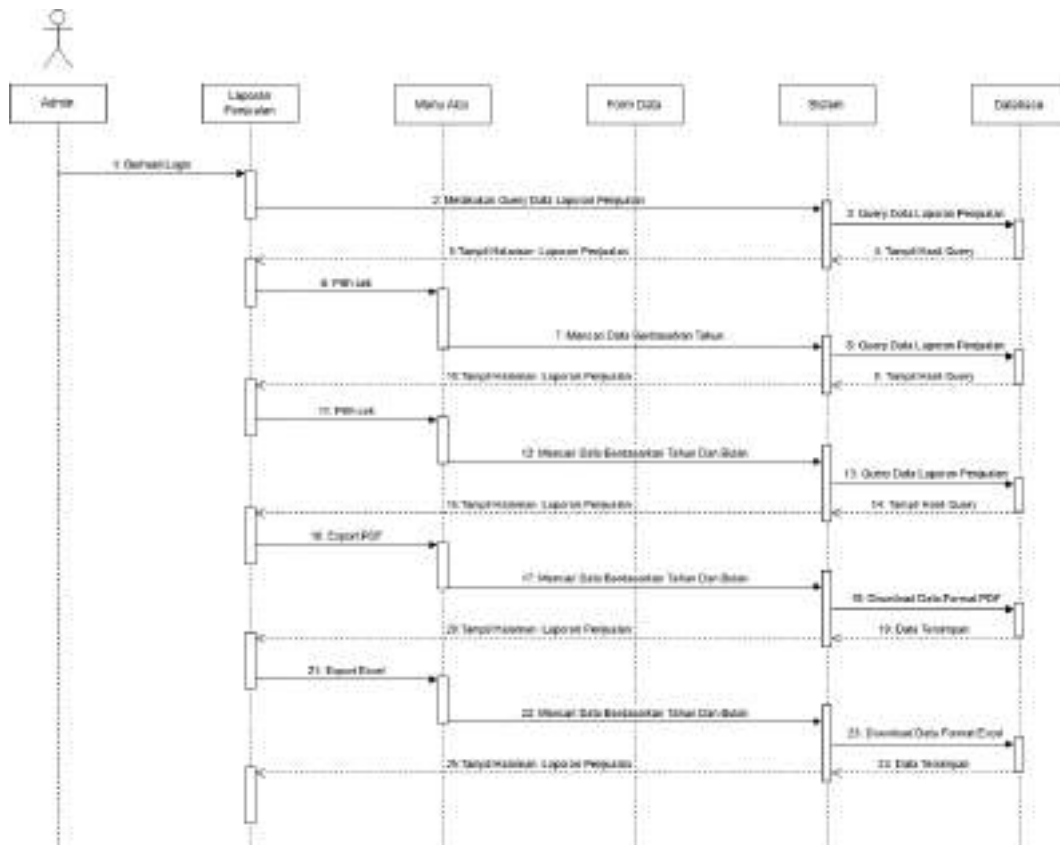 Admin
Laporan
Penjualan
Menu Aksi
Form Data
Sistem
Database
1: Berhasil Login
2: Melakukan Query Data Laporan Penjualan
3: Query Data Laporan Penjualan
4: Tampil Hasil Query
5: Tampil Halaman Laporan Penjualan
6: Pilih
7: Mencari Data Berdasarkan Tahun
8: Query Data Laporan Penjualan
9: Tampil Hasil Query
10: Tampil Halaman Laporan Penjualan
11: Pilih
12: Mencari Data Berdasarkan Tahun Dan Bulan
13: Query Data Laporan Penjualan
14: Tampil Hasil Query
15: Tampil Halaman Laporan Penjualan
16: Export PDF
17: Mencari Data Berdasarkan Tahun Dan Bulan
18: Download Data Format PDF
19: Data Tersimpan
20: Tampil Halaman Laporan Penjualan
21: Export Excel
22: Mencari Data Berdasarkan Tahun Dan Bulan
23: Download Data Format Excel
Data Tersimpan
25: Tampil Halaman Laporan Penjualan